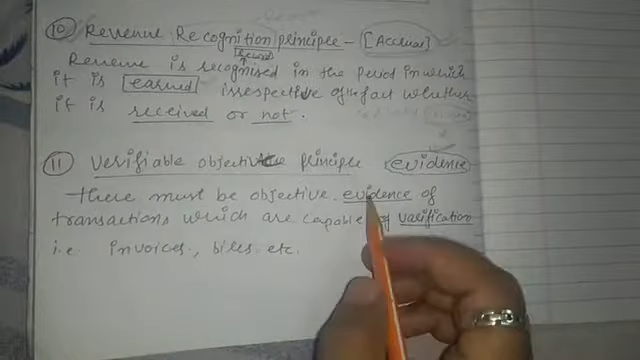 10 Revenue Recognition principle - [Accrual]
Record
Revenue is recognised in the period in which
it is earned irrespective of the fact whether
it is received or not.
11 Verifiable objective principle evidence
There must be objective evidence of
transactions which are capable of varification
i.e invoices, bills etc.